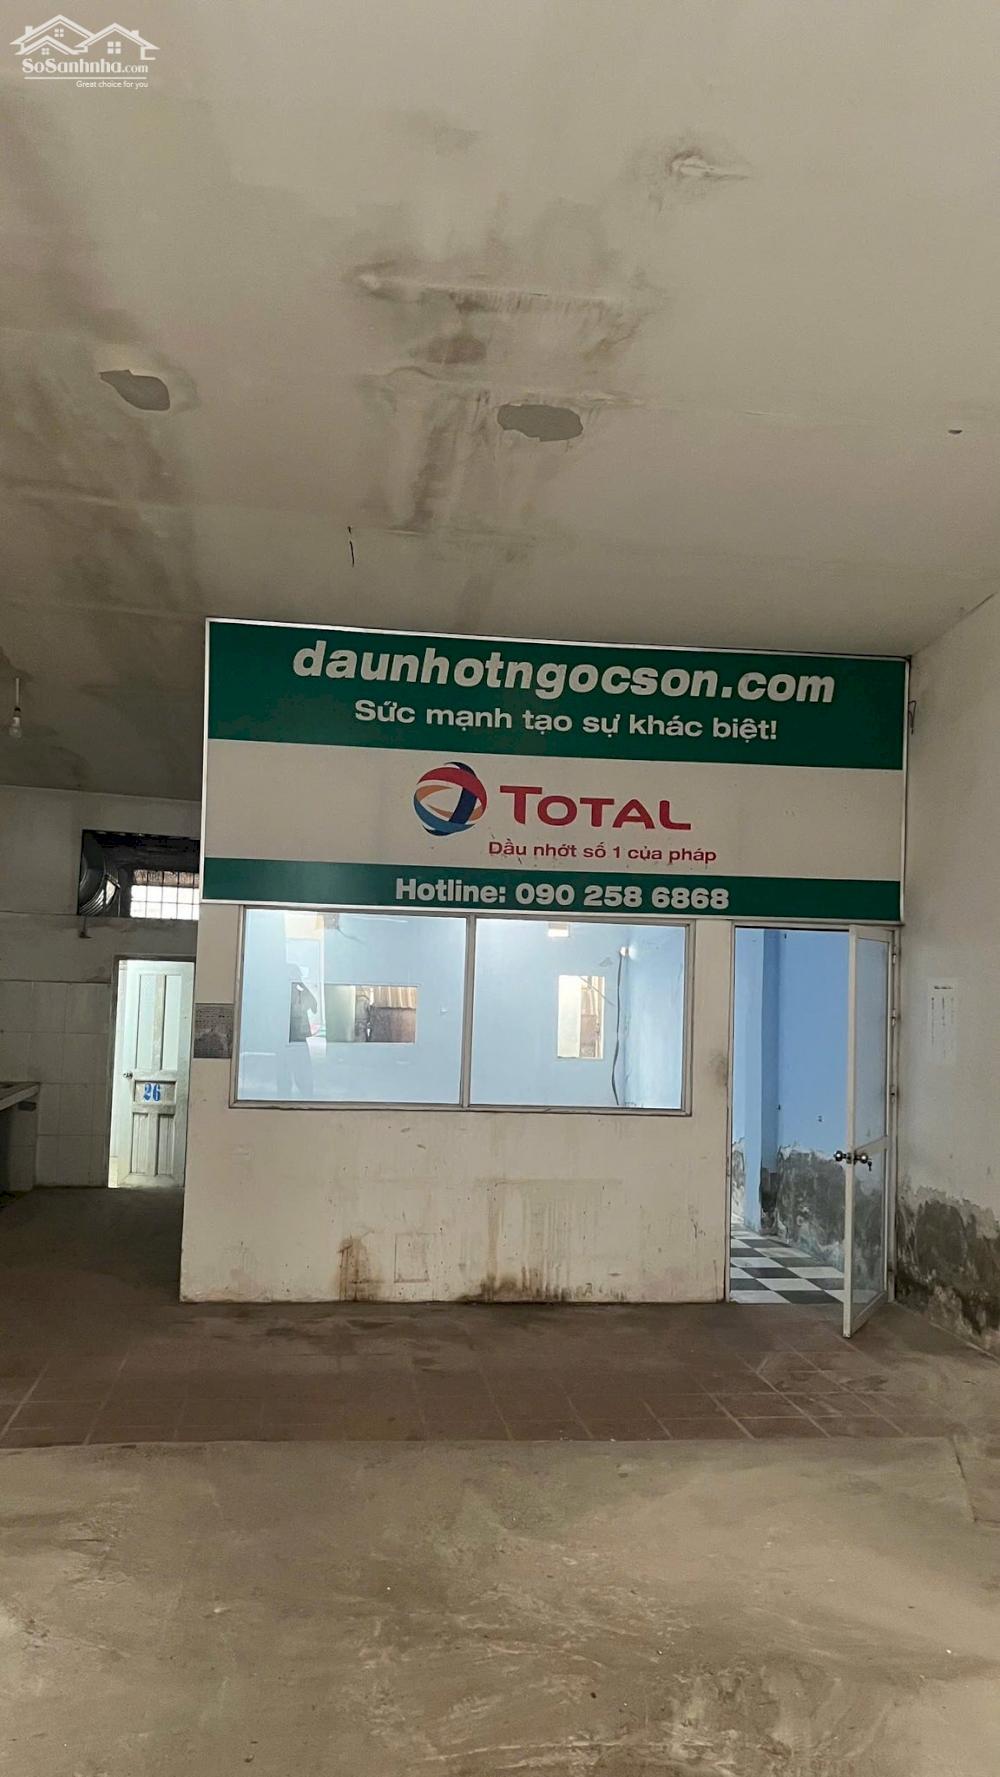 SoSanhnha.com
Great choice for you
daunhotngocson.com
Sức mạnh tạo sự khác biệt!
TOTAL
Dầu nhớt số 1 của pháp
Hotline: 090 258 6868
26